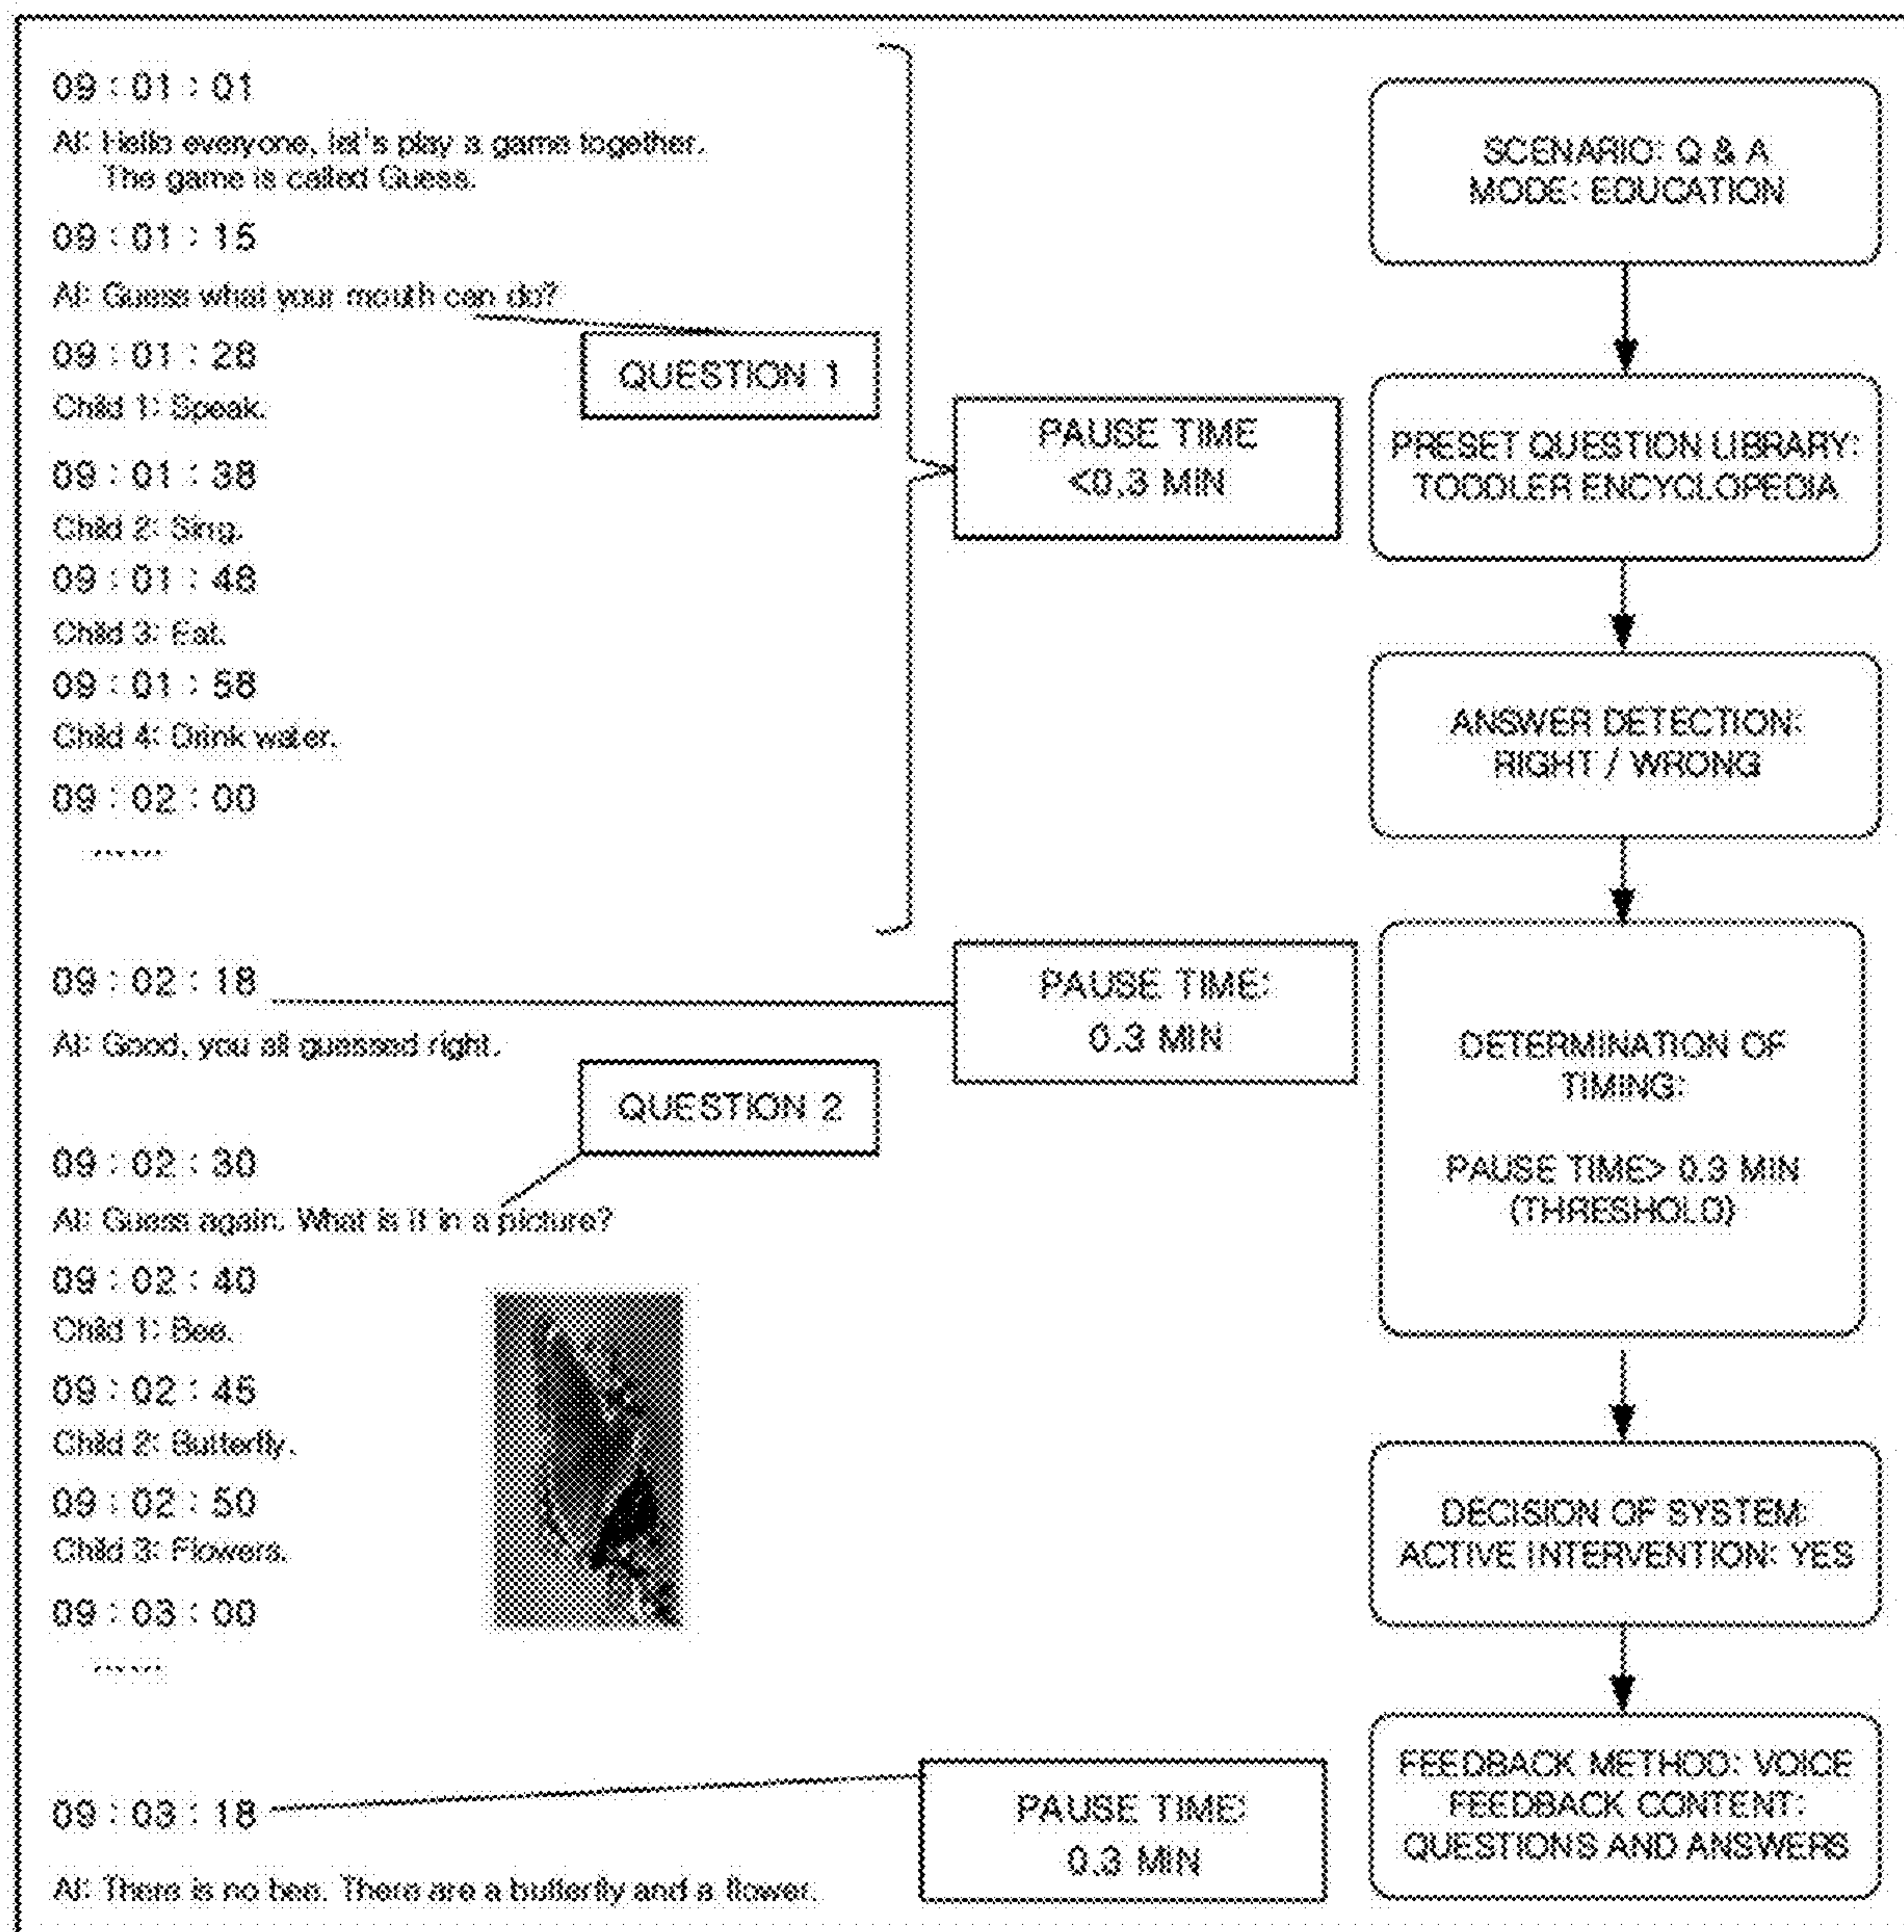 09 : 01 : 01
AI: Hello everyone, let's play a game together.
The game is called Guess.
09 : 01 : 15
AI: Guess what your mouth can do?
QUESTION 1
09 : 01 : 28
Child 1: Speak.
09 : 01 : 38
Child 2: Sing.
09 : 01 : 48
Child 3: Eat.
09 : 01 : 58
Child 4: Drink water.
09 : 02 : 00
......
PAUSE TIME
<0.3 MIN
09 : 02 : 18
PAUSE TIME:
0.3 MIN
AI: Good, you all guessed right.
QUESTION 2
09 : 02 : 30
AI: Guess again. What is it in a picture?
09 : 02 : 40
Child 1: Bee.
09 : 02 : 45
Child 2: Butterfly.
09 : 02 : 50
Child 3: Flowers.
09 : 03 : 00
......
09 : 03 : 18
PAUSE TIME:
0.3 MIN
AI: There is no bee. There are a butterfly and a flower.
SCENARIO: Q & A
MODE: EDUCATION
PRESET QUESTION LIBRARY:
TODDLER ENCYCLOPEDIA
ANSWER DETECTION:
RIGHT / WRONG
DETERMINATION OF
TIMING:
PAUSE TIME> 0.3 MIN
(THRESHOLD)
DECISION OF SYSTEM:
ACTIVE INTERVENTION: YES
FEEDBACK METHOD: VOICE
FEEDBACK CONTENT:
QUESTIONS AND ANSWERS